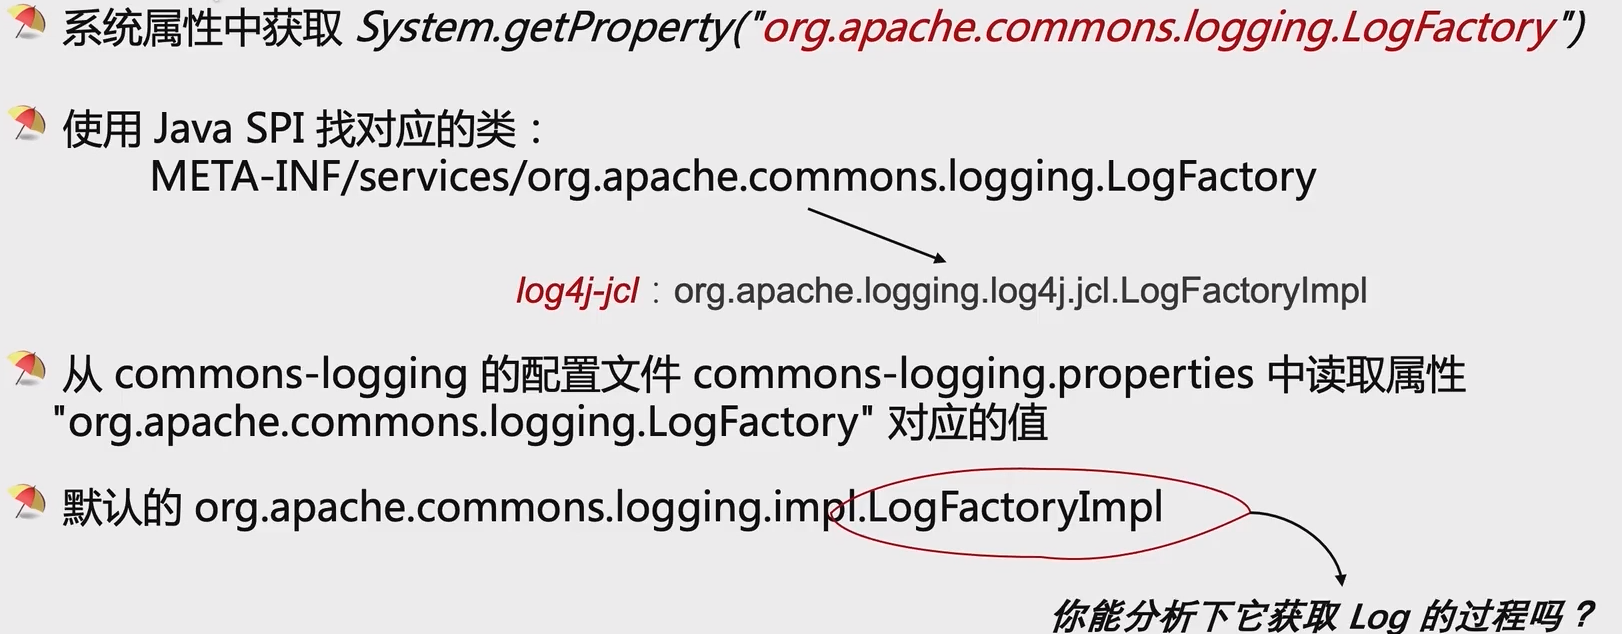 系统属性中获取 System.getProperty("org.apache.commons.logging.LogFactory")
使用 Java SPI 找对应的类：
META-INF/services/org.apache.commons.logging.LogFactory
log4j-jcl：org.apache.logging.log4j.jcl.LogFactoryImpl
从 commons-logging 的配置文件 commons-logging.properties 中读取属性
"org.apache.commons.logging.LogFactory" 对应的值
默认的 org.apache.commons.logging.impl.LogFactoryImpl
你能分析下它获取 Log 的过程吗？